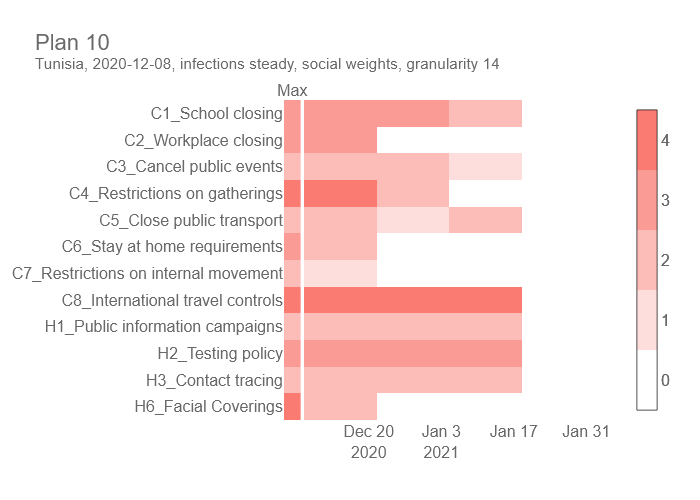 Plan 10
Tunisia, 2020-12-08, infections steady, social weights, granularity 14
Max
C1_School closing
C2_Workplace closing
C3_Cancel public events
C4_Restrictions on gatherings
C5_Close public transport
C6_Stay at home requirements
C7_Restrictions on internal movement
C8_International travel controls
H1_Public information campaigns
H2_Testing policy
H3_Contact tracing
H6_Facial Coverings
Dec 20 Jan 3 Jan 17 Jan 31
2020 2021
4
3
2
1
0